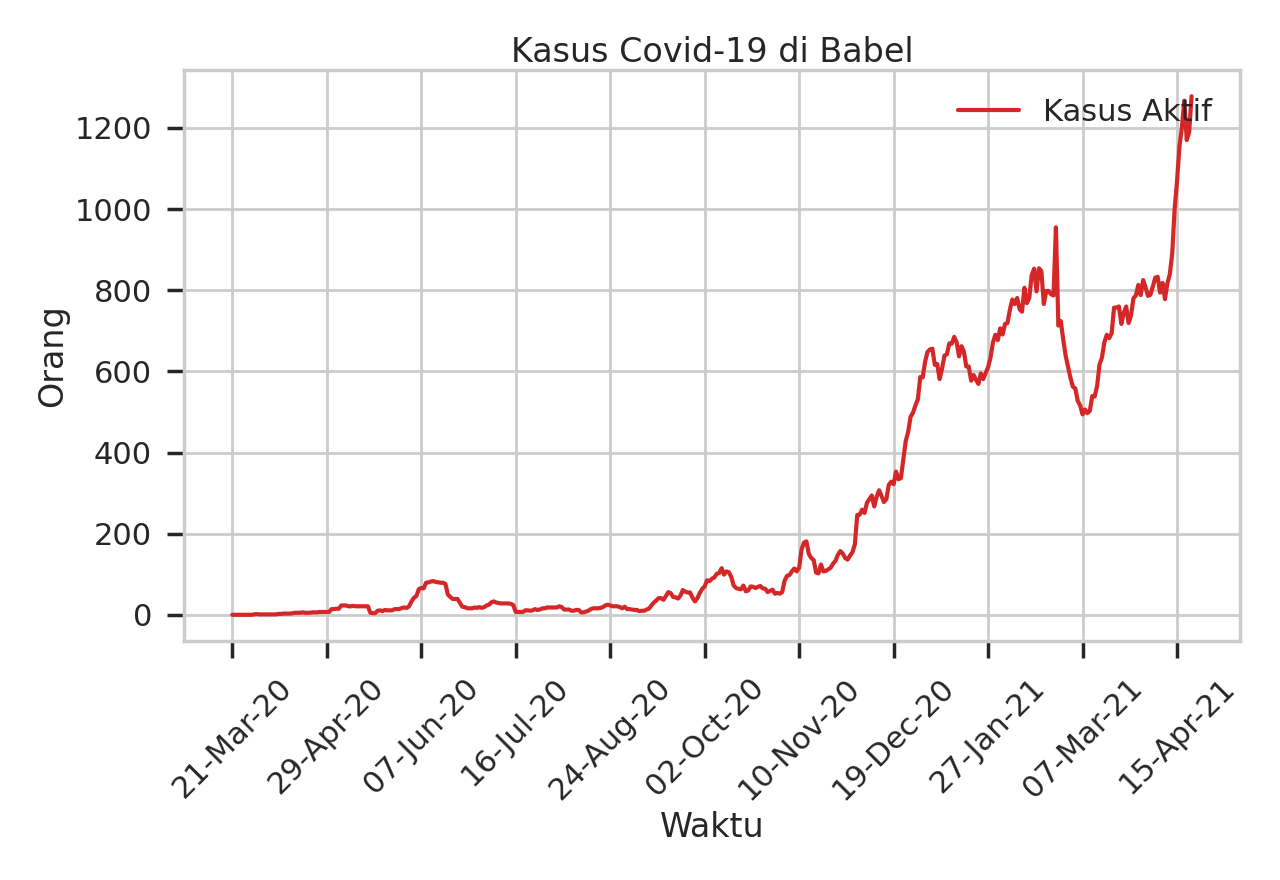 Kasus Covid-19 di Babel
Kasus Aktif
1200
1000
800
600
400
200
0
Orang
21-Mar-20
29-Apr-20
07-Jun-20
16-Jul-20
24-Aug-20
02-Oct-20
10-Nov-20
19-Dec-20
27-Jan-21
07-Mar-21
15-Apr-21
Waktu